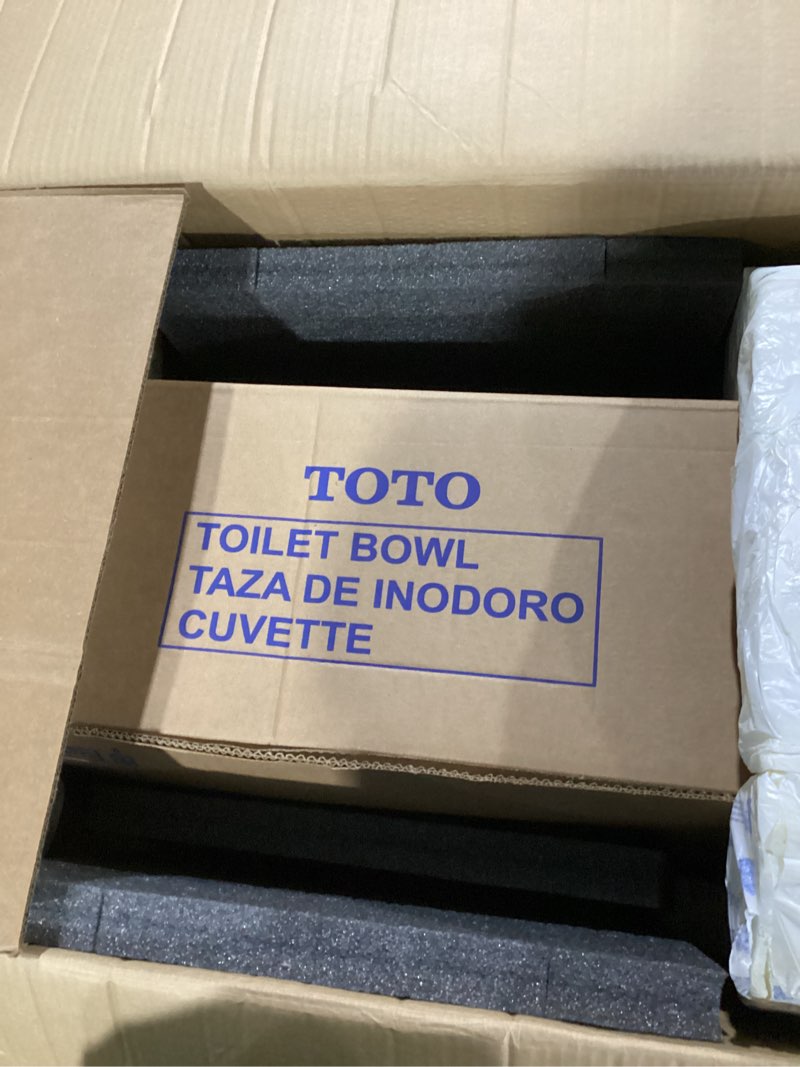 TOTO
TOILET BOWL
TAZA DE INODORO
CUVETTE